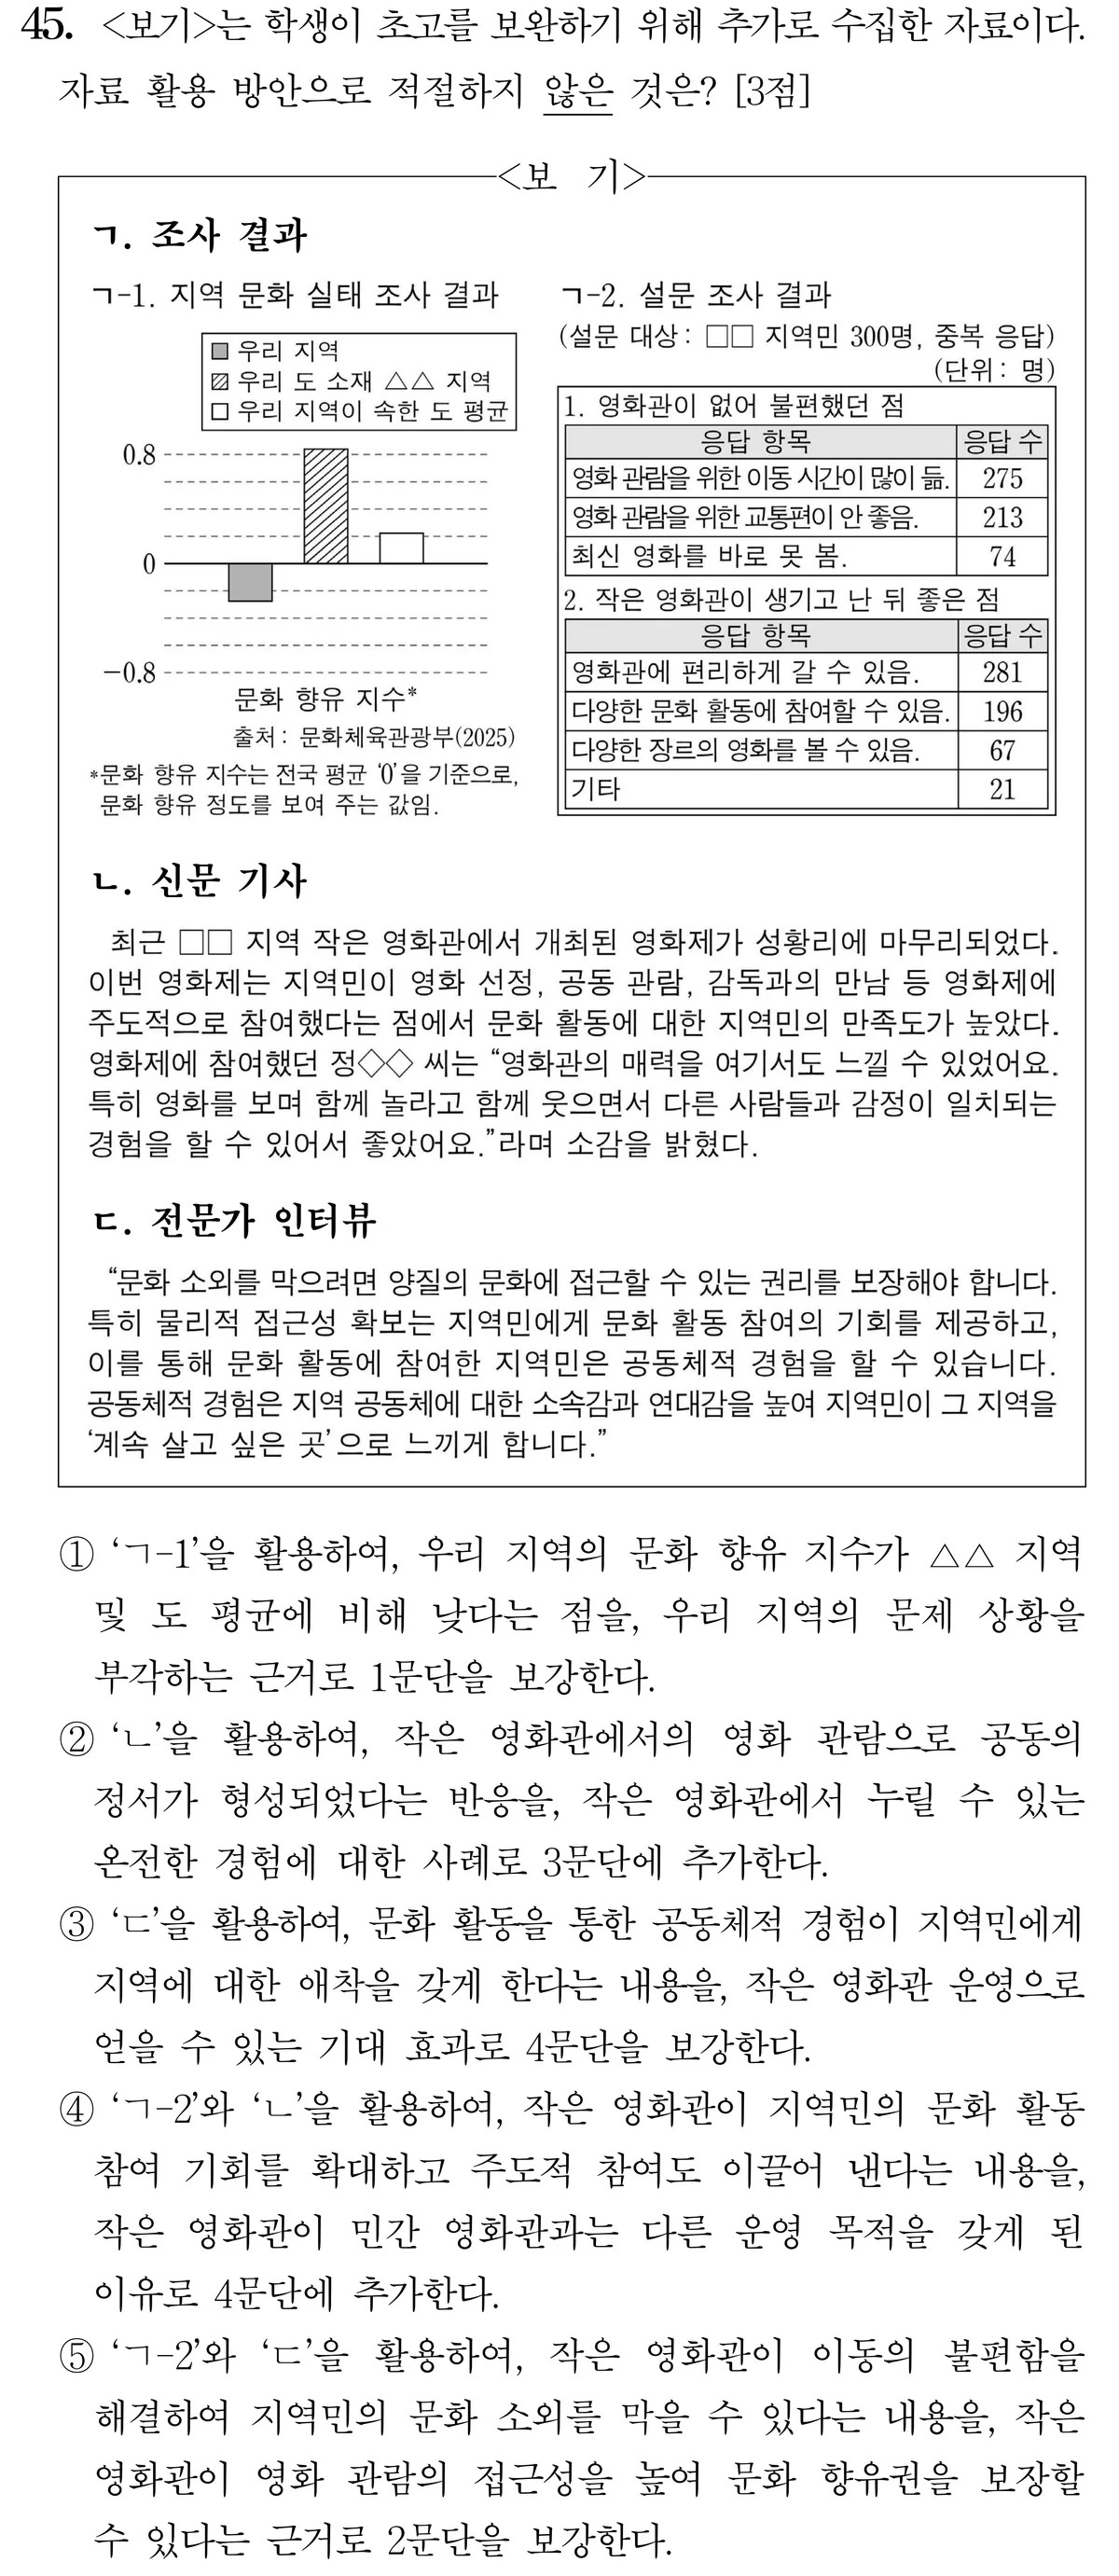 45. <보기>는 학생이 초고를 보완하기 위해 추가로 수집한 자료이다.
자료 활용 방안으로 적절하지 않은 것은? [3점]
<보 기>
ㄱ. 조사 결과
ㄱ-1. 지역 문화 실태 조사 결과
우리 지역
우리 도 소재 △△ 지역
우리 지역이 속한 도 평균
0.8
0
-0.8
문화 향유 지수*
출처: 문화체육관광부(2025)
*문화 향유 지수는 전국 평균 ‘0’을 기준으로,
문화 향유 정도를 보여 주는 값임.
ㄱ-2. 설문 조사 결과
(설문 대상: □□ 지역민 300명, 중복 응답)
(단위: 명)
1. 영화관이 없어 불편했던 점
응답 항목 응답 수
영화 관람을 위한 이동 시간이 많이 듦. 275
영화 관람을 위한 교통편이 안 좋음. 213
최신 영화를 바로 못 봄. 74
2. 작은 영화관이 생기고 난 뒤 좋은 점
응답 항목 응답 수
영화관에 편리하게 갈 수 있음. 281
다양한 문화 활동에 참여할 수 있음. 196
다양한 장르의 영화를 볼 수 있음. 67
기타 21
ㄴ. 신문 기사
최근 □□ 지역 작은 영화관에서 개최된 영화제가 성황리에 마무리되었다.
이번 영화제는 지역민이 영화 선정, 공동 관람, 감독과의 만남 등 영화제에
주도적으로 참여했다는 점에서 문화 활동에 대한 지역민의 만족도가 높았다.
영화제에 참여했던 정◇◇ 씨는 “영화관의 매력을 여기서도 느낄 수 있었어요.
특히 영화를 보며 함께 놀라고 함께 웃으면서 다른 사람들과 감정이 일치되는
경험을 할 수 있어서 좋았어요.”라며 소감을 밝혔다.
ㄷ. 전문가 인터뷰
“문화 소외를 막으려면 양질의 문화에 접근할 수 있는 권리를 보장해야 합니다.
특히 물리적 접근성 확보는 지역민에게 문화 활동 참여의 기회를 제공하고,
이를 통해 문화 활동에 참여한 지역민은 공동체적 경험을 할 수 있습니다.
공동체적 경험은 지역 공동체에 대한 소속감과 연대감을 높여 지역민이 그 지역을
‘계속 살고 싶은 곳’으로 느끼게 합니다.”
① ‘ㄱ-1’을 활용하여, 우리 지역의 문화 향유 지수가 △△ 지역
및 도 평균에 비해 낮다는 점을, 우리 지역의 문제 상황을
부각하는 근거로 1문단을 보강한다.
② ‘ㄴ’을 활용하여, 작은 영화관에서의 영화 관람으로 공동의
정서가 형성되었다는 반응을, 작은 영화관에서 누릴 수 있는
온전한 경험에 대한 사례로 3문단에 추가한다.
③ ‘ㄷ’을 활용하여, 문화 활동을 통한 공동체적 경험이 지역민에게
지역에 대한 애착을 갖게 한다는 내용을, 작은 영화관 운영으로
얻을 수 있는 기대 효과로 4문단을 보강한다.
④ ‘ㄱ-2’와 ‘ㄴ’을 활용하여, 작은 영화관이 지역민의 문화 활동
참여 기회를 확대하고 주도적 참여도 이끌어 낸다는 내용을,
작은 영화관이 민간 영화관과는 다른 운영 목적을 갖게 된
이유로 4문단에 추가한다.
⑤ ‘ㄱ-2’와 ‘ㄷ’을 활용하여, 작은 영화관이 이동의 불편함을
해결하여 지역민의 문화 소외를 막을 수 있다는 내용을, 작은
영화관이 영화 관람의 접근성을 높여 문화 향유권을 보장할
수 있다는 근거로 2문단을 보강한다.